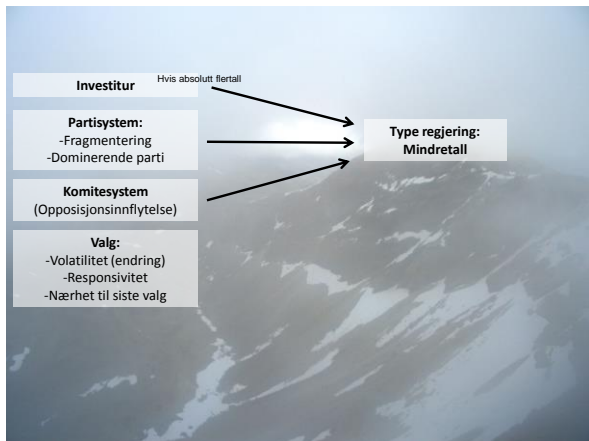 Investitur
Hvis absolutt flertall
Partisystem:
-Fragmentering
-Dominerende parti
Komitesystem
(Opposisjonsinnflytelse)
Valg:
-Volatilitet (endring)
-Responsivitet
-Nærhet til siste valg
Type regjering:
Mindretall